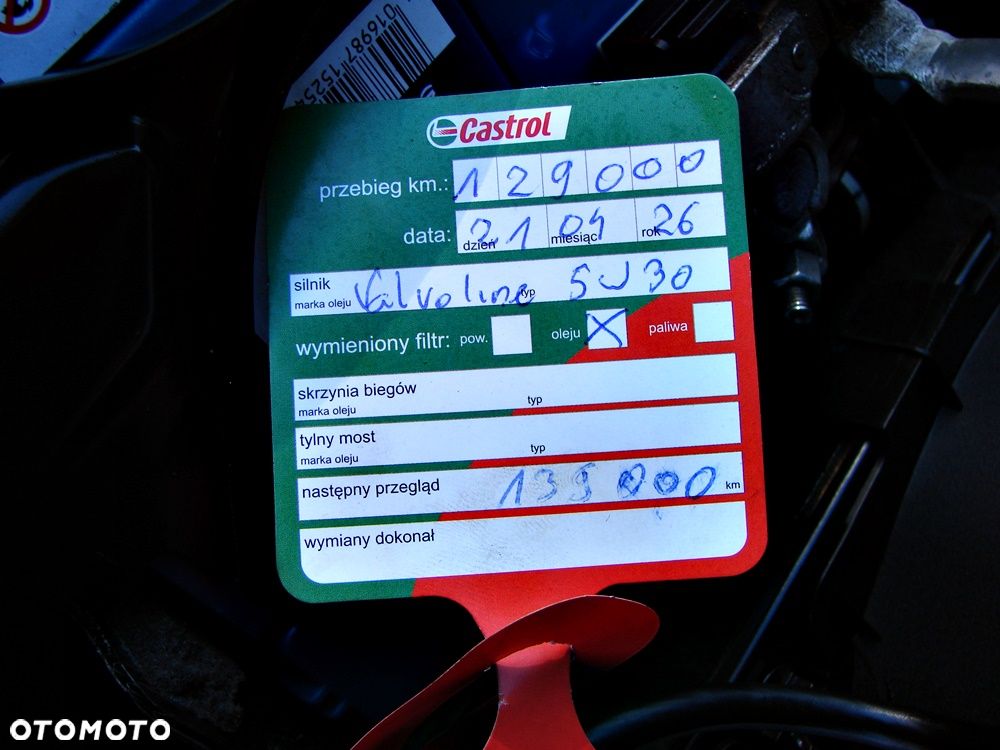 Castrol
przebieg km.: 129000
data: 21 04 26
dzień miesiąc rok
silnik
marka oleju Valvoline typ 5W30
wymieniony filtr: pow. oleju X paliwa
skrzynia biegów
marka oleju typ
tylny most
marka oleju typ
następny przegląd 139000 km
wymiany dokonał
OTOMOTO